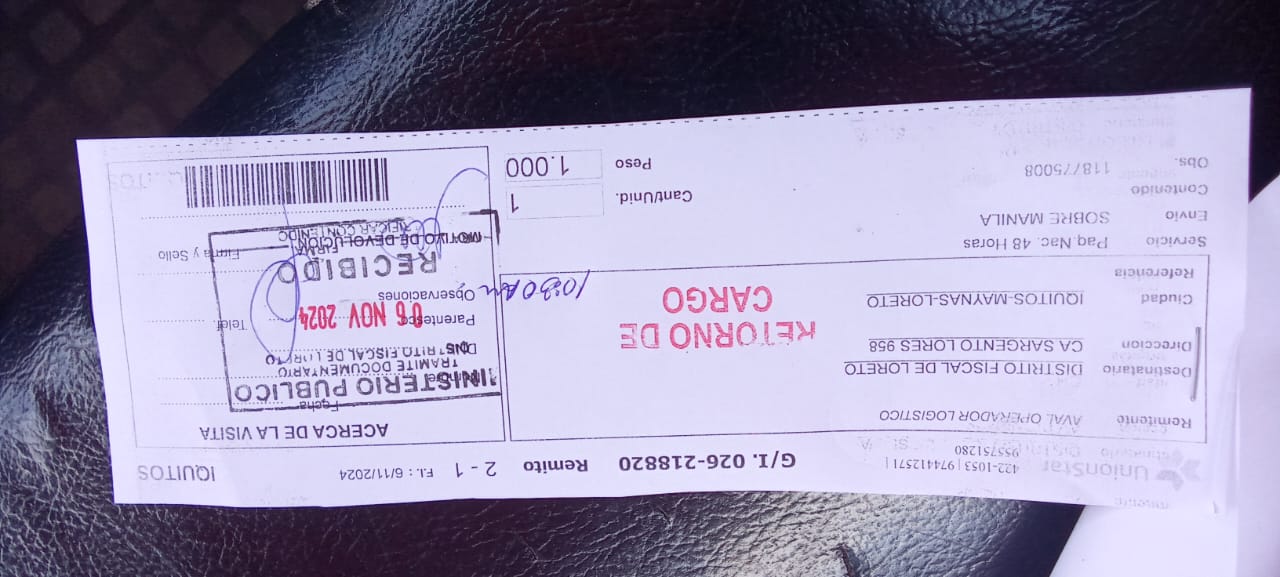 UnionStar
422-1053 | 974412571 |
955751280
G/I. 026-218820 Remito 2 - 1 F.I. : 6/11/2024 IQUITOS
Remitente AVAL OPERADOR LOGISTICO
Destinatario DISTRITO FISCAL DE LORETO
Direccion CA SARGENTO LORES 958
Ciudad IQUITOS-MAYNAS-LORETO
Referencia
RETORNO DE
CARGO
Servicio Paq.Nac. 48 Horas
Envio SOBRE MANILA
Contenido
Obs. 118775008
Cant/Unid. 1
Peso 1.000
ACERCA DE LA VISITA
Fecha
MINISTERIO PUBLICO
TRAMITE DOCUMENTARIO
DISTRITO FISCAL DE LORETO
Parentesco
Telef.
06 NOV 2024
Observaciones
10:30 Am
RECIBIDO
FIRMA
Firma y Sello
MOTIVO DE DEVOLUCION